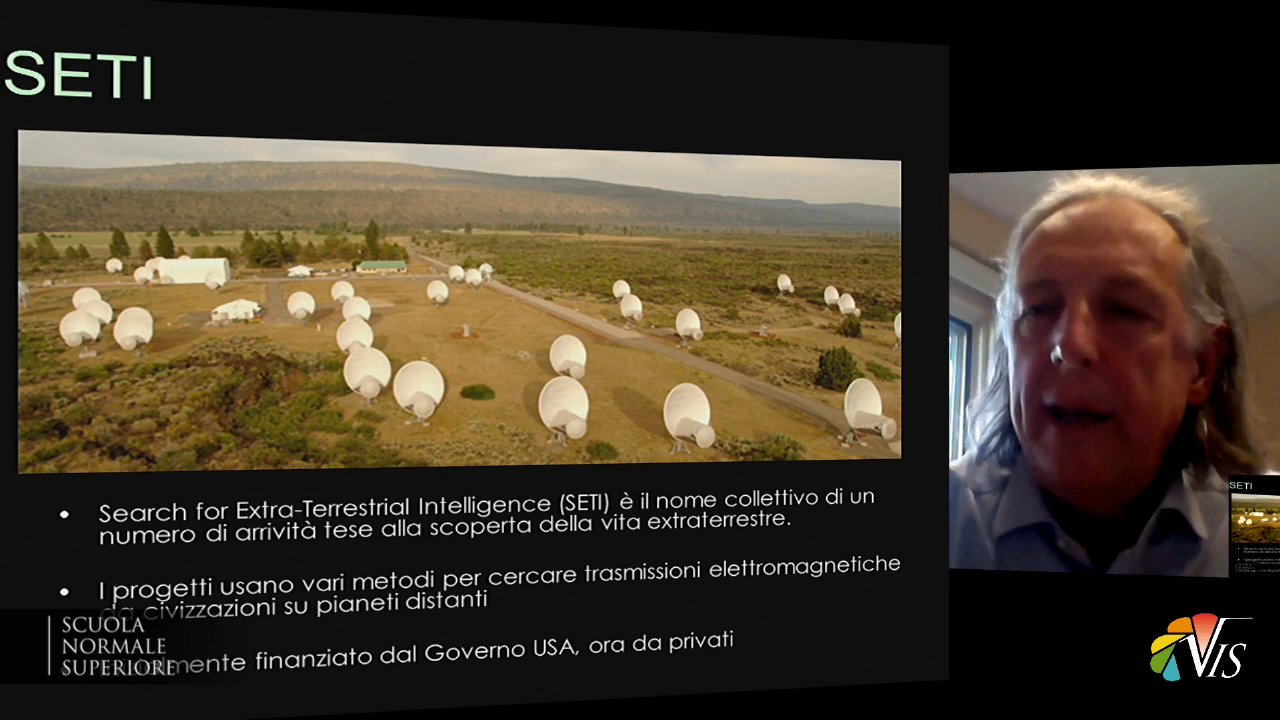 SETI
• Search for Extra-Terrestrial Intelligence (SETI) è il nome collettivo di un
numero di arrività tese alla scoperta della vita extraterrestre.
• I progetti usano vari metodi per cercare trasmissioni elettromagnetiche
da civizzazioni su pianeti distanti
finanziato dal Governo USA, ora da privati
SCUOLA
NORMALE
SUPERIORE
SETI
VIS